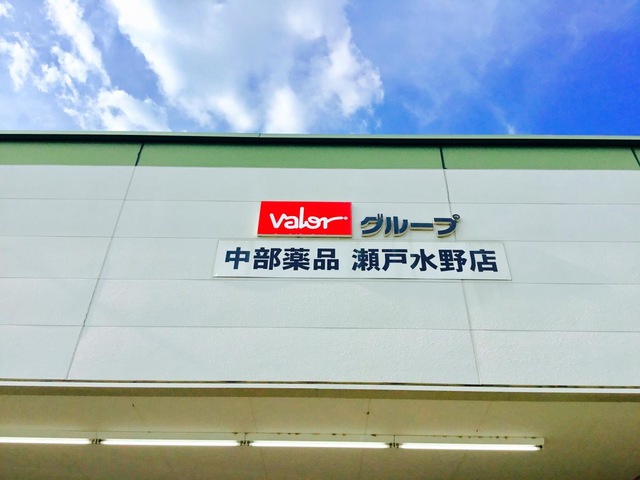 valor グループ
中部薬品 瀬戸水野店